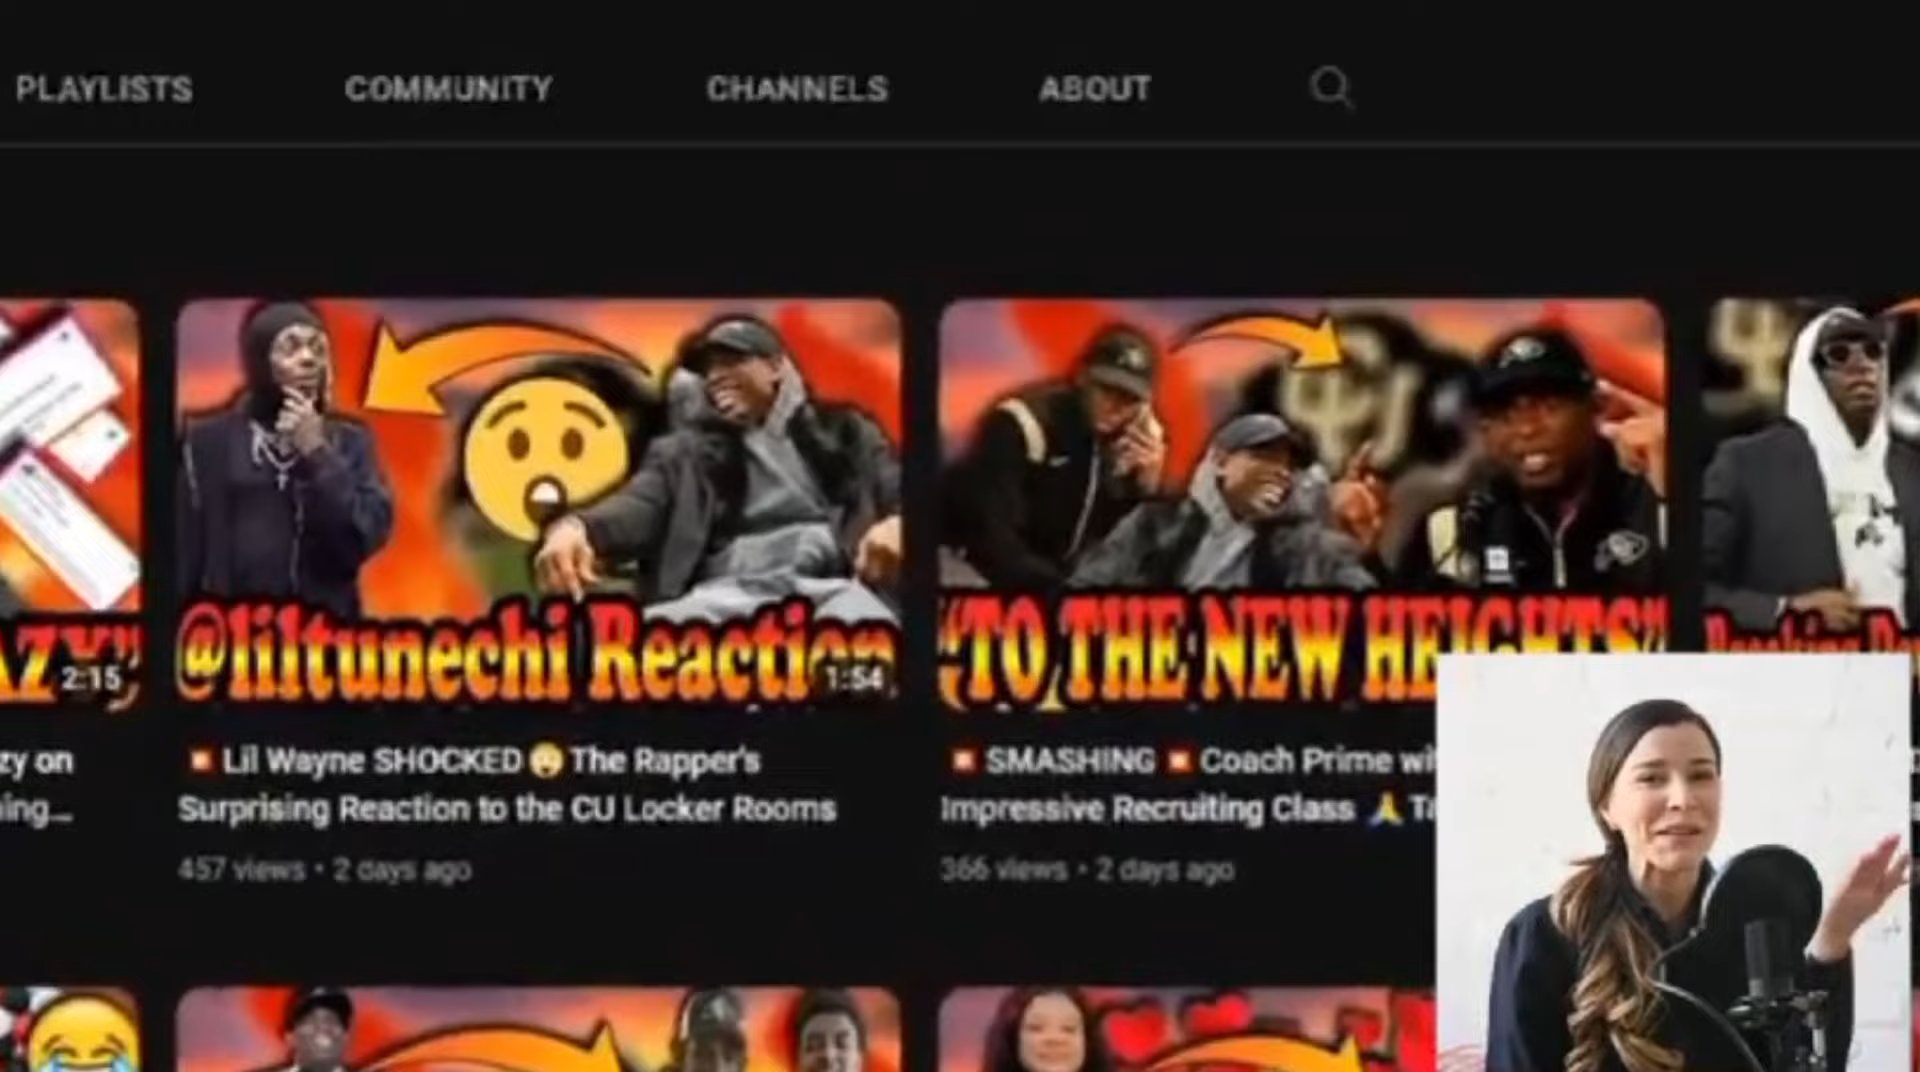 PLAYLISTS
COMMUNITY
CHANNELS
ABOUT
2:15
@liltunechi Reaction
1:54
"TO THE NEW HEIGHTS"
zy on
ning...
Lil Wayne SHOCKED 😲 The Rapper's
Surprising Reaction to the CU Locker Rooms
457 views • 2 days ago
💥 SMASHING 💥 Coach Prime
Impressive Recruiting Class 🙏
366 views • 2 days ago